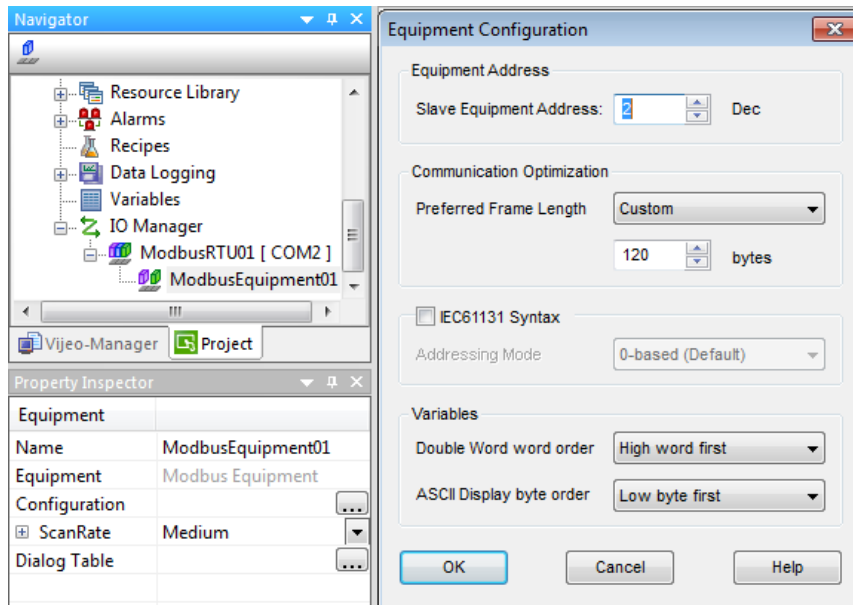 Navigator
Resource Library
Alarms
Recipes
Data Logging
Variables
IO Manager
ModbusRTU01 [ COM2 ]
ModbusEquipment01
Vijeo-Manager
Project
Property Inspector
Equipment
Name ModbusEquipment01
Equipment Modbus Equipment
Configuration ...
ScanRate Medium
Dialog Table ...
Equipment Configuration
Equipment Address
Slave Equipment Address: 2 Dec
Communication Optimization
Preferred Frame Length Custom
120 bytes
IEC61131 Syntax
Addressing Mode 0-based (Default)
Variables
Double Word word order High word first
ASCII Display byte order Low byte first
OK Cancel Help